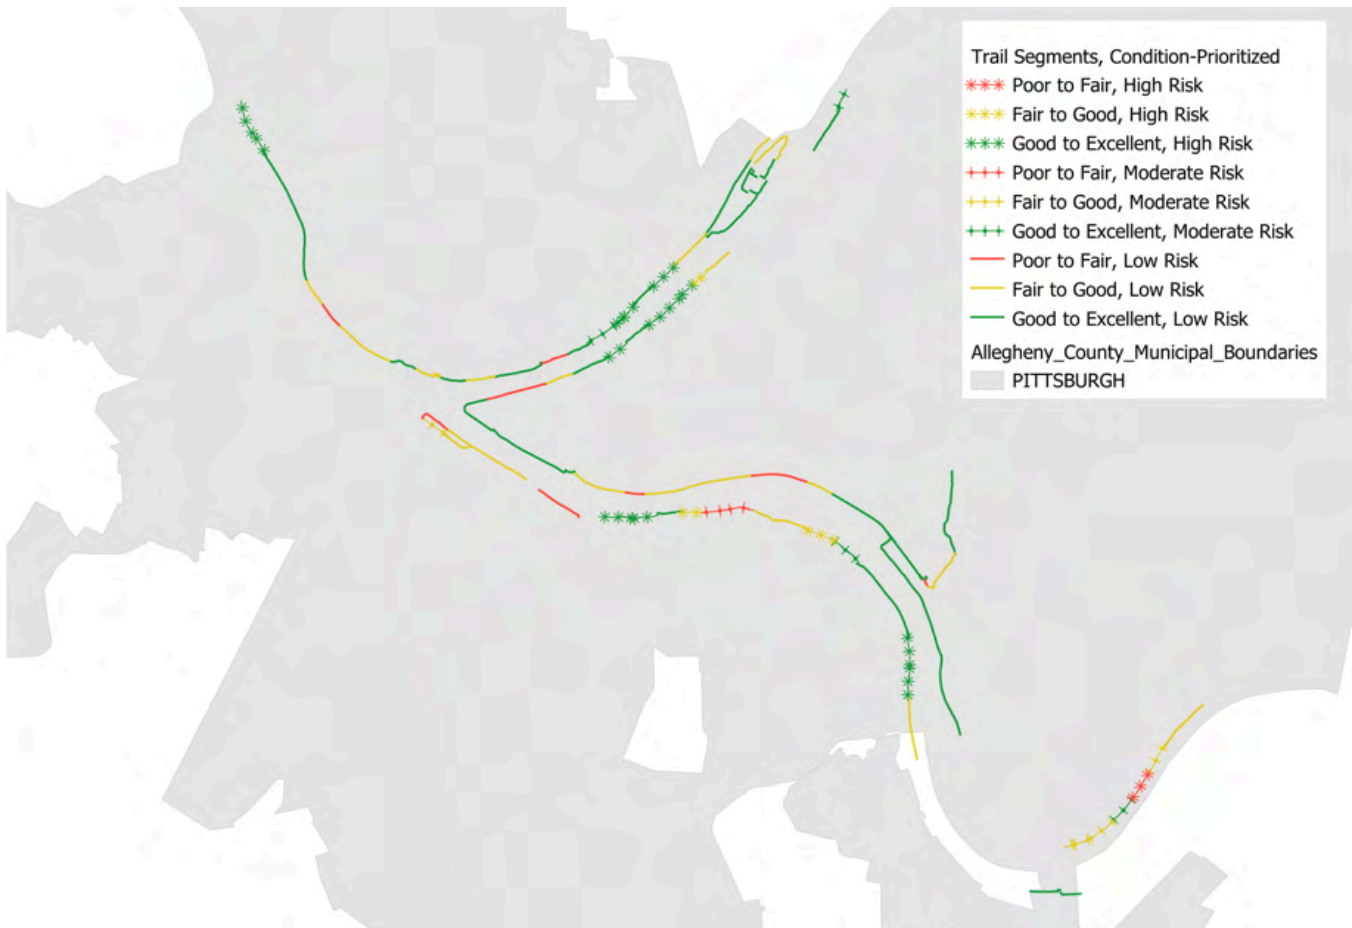 Trail Segments, Condition-Prioritized
Poor to Fair, High Risk
Fair to Good, High Risk
Good to Excellent, High Risk
Poor to Fair, Moderate Risk
Fair to Good, Moderate Risk
Good to Excellent, Moderate Risk
Poor to Fair, Low Risk
Fair to Good, Low Risk
Good to Excellent, Low Risk
Allegheny_County_Municipal_Boundaries
PITTSBURGH